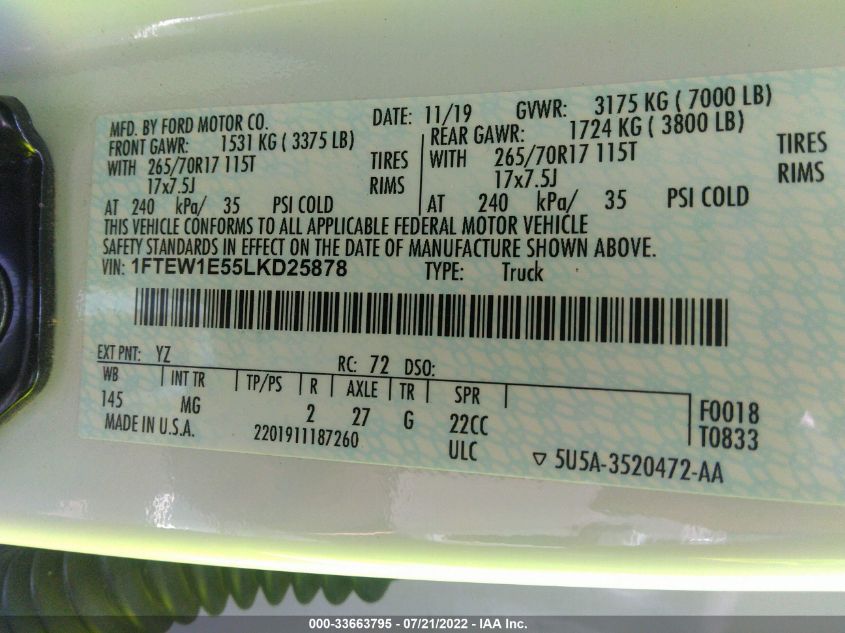 MFD. BY FORD MOTOR CO. DATE: 11/19 GVWR: 3175 KG ( 7000 LB)
FRONT GAWR: 1531 KG ( 3375 LB) REAR GAWR: 1724 KG ( 3800 LB)
WITH 265/70R17 115T TIRES WITH 265/70R17 115T TIRES
17x7.5J RIMS 17x7.5J RIMS
AT 240 kPa/ 35 PSI COLD AT 240 kPa/ 35 PSI COLD
THIS VEHICLE CONFORMS TO ALL APPLICABLE FEDERAL MOTOR VEHICLE
SAFETY STANDARDS IN EFFECT ON THE DATE OF MANUFACTURE SHOWN ABOVE.
VIN: 1FTEW1E55LKD25878 TYPE: Truck
EXT PNT: YZ RC: 72 DSO:
WB INT TR TP/PS R AXLE TR SPR
145 MG 2 27 G 22CC F0018
MADE IN U.S.A. 2201911187260 ULC T0833
▽ 5U5A-3520472-AA
000-33663795 - 07/21/2022 - IAA Inc.